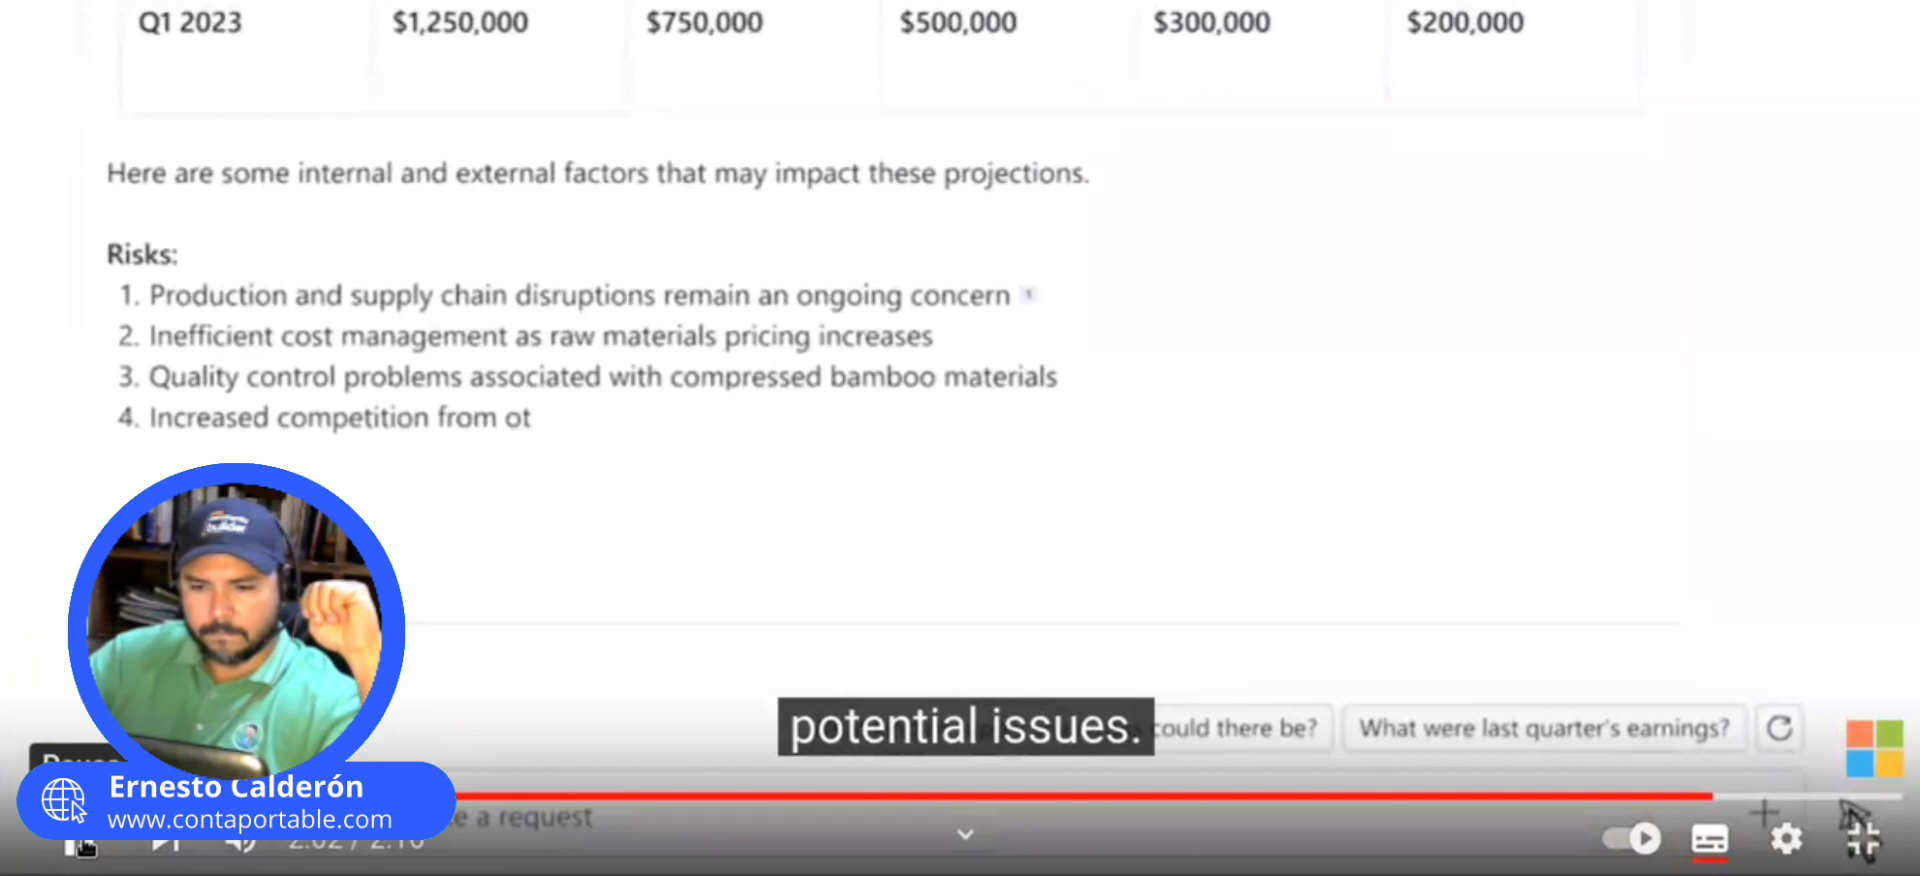 Q1 2023 $1,250,000 $750,000 $500,000 $300,000 $200,000
Here are some internal and external factors that may impact these projections.
Risks:
1. Production and supply chain disruptions remain an ongoing concern 1
2. Inefficient cost management as raw materials pricing increases
3. Quality control problems associated with compressed bamboo materials
4. Increased competition from ot
builder
potential issues.
could there be? What were last quarter's earnings?
Ernesto Calderón
www.contaportable.com
a request